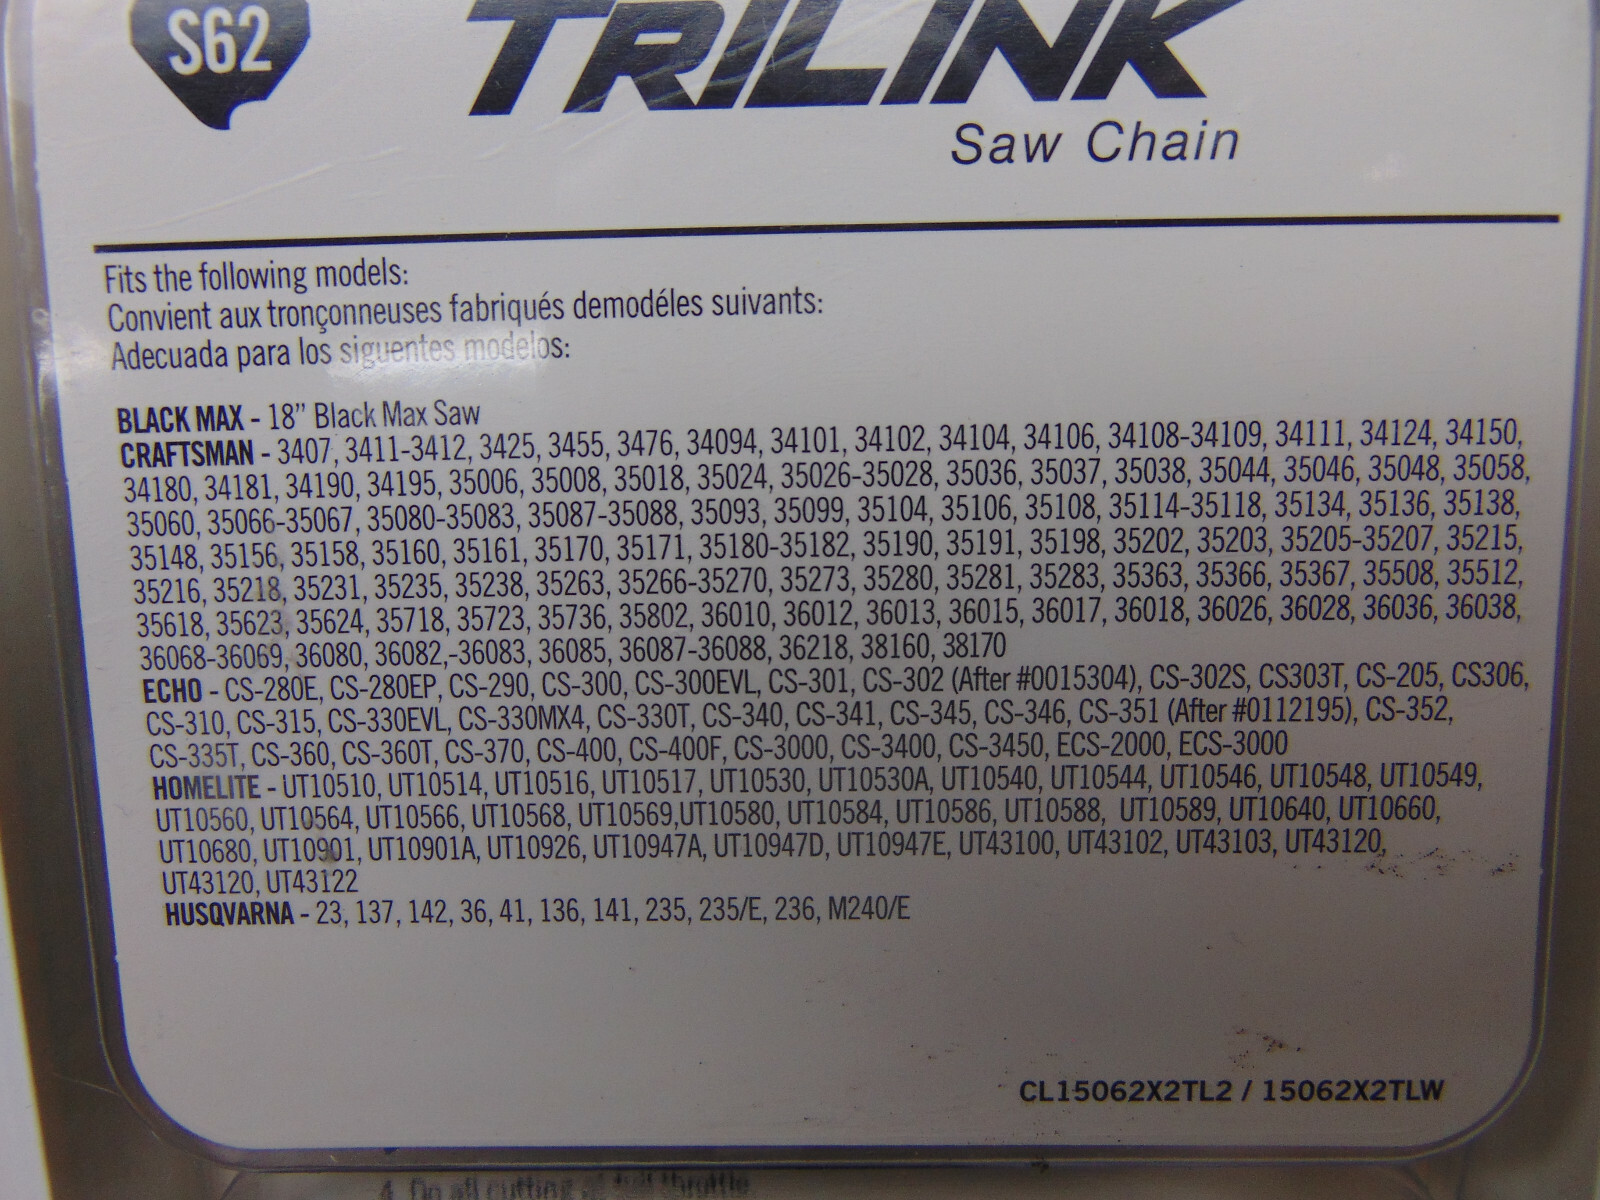 S62
TRILINK
Saw Chain
Fits the following models:
Convient aux tronçonneuses fabriqués demodéles suivants:
Adecuada para los siguentes modelos:
BLACK MAX - 18" Black Max Saw
CRAFTSMAN - 3407, 3411-3412, 3425, 3455, 3476, 34094, 34101, 34102, 34104, 34106, 34108-34109, 34111, 34124, 34150,
34180, 34181, 34190, 34195, 35006, 35008, 35018, 35024, 35026-35028, 35036, 35037, 35038, 35044, 35046, 35048, 35058,
35060, 35066-35067, 35080-35083, 35087-35088, 35093, 35099, 35104, 35106, 35108, 35114-35118, 35134, 35136, 35138,
35148, 35156, 35158, 35160, 35161, 35170, 35171, 35180-35182, 35190, 35191, 35198, 35202, 35203, 35205-35207, 35215,
35216, 35218, 35231, 35235, 35238, 35263, 35266-35270, 35273, 35280, 35281, 35283, 35363, 35366, 35367, 35508, 35512,
35618, 35623, 35624, 35718, 35723, 35736, 35802, 36010, 36012, 36013, 36015, 36017, 36018, 36026, 36028, 36036, 36038,
36068-36069, 36080, 36082,-36083, 36085, 36087-36088, 36218, 38160, 38170
ECHO - CS-280E, CS-280EP, CS-290, CS-300, CS-300EVL, CS-301, CS-302 (After #0015304), CS-302S, CS303T, CS-205, CS306,
CS-310, CS-315, CS-330EVL, CS-330MX4, CS-330T, CS-340, CS-341, CS-345, CS-346, CS-351 (After #0112195), CS-352,
CS-335T, CS-360, CS-360T, CS-370, CS-400, CS-400F, CS-3000, CS-3400, CS-3450, ECS-2000, ECS-3000
HOMELITE - UT10510, UT10514, UT10516, UT10517, UT10530, UT10530A, UT10540, UT10544, UT10546, UT10548, UT10549,
UT10560, UT10564, UT10566, UT10568, UT10569,UT10580, UT10584, UT10586, UT10588, UT10589, UT10640, UT10660,
UT10680, UT10901, UT10901A, UT10926, UT10947A, UT10947D, UT10947E, UT43100, UT43102, UT43103, UT43120,
UT43120, UT43122
HUSQVARNA - 23, 137, 142, 36, 41, 136, 141, 235, 235/E, 236, M240/E
CL15062X2TL2 / 15062X2TLW
4. Do all cutting at full throttle